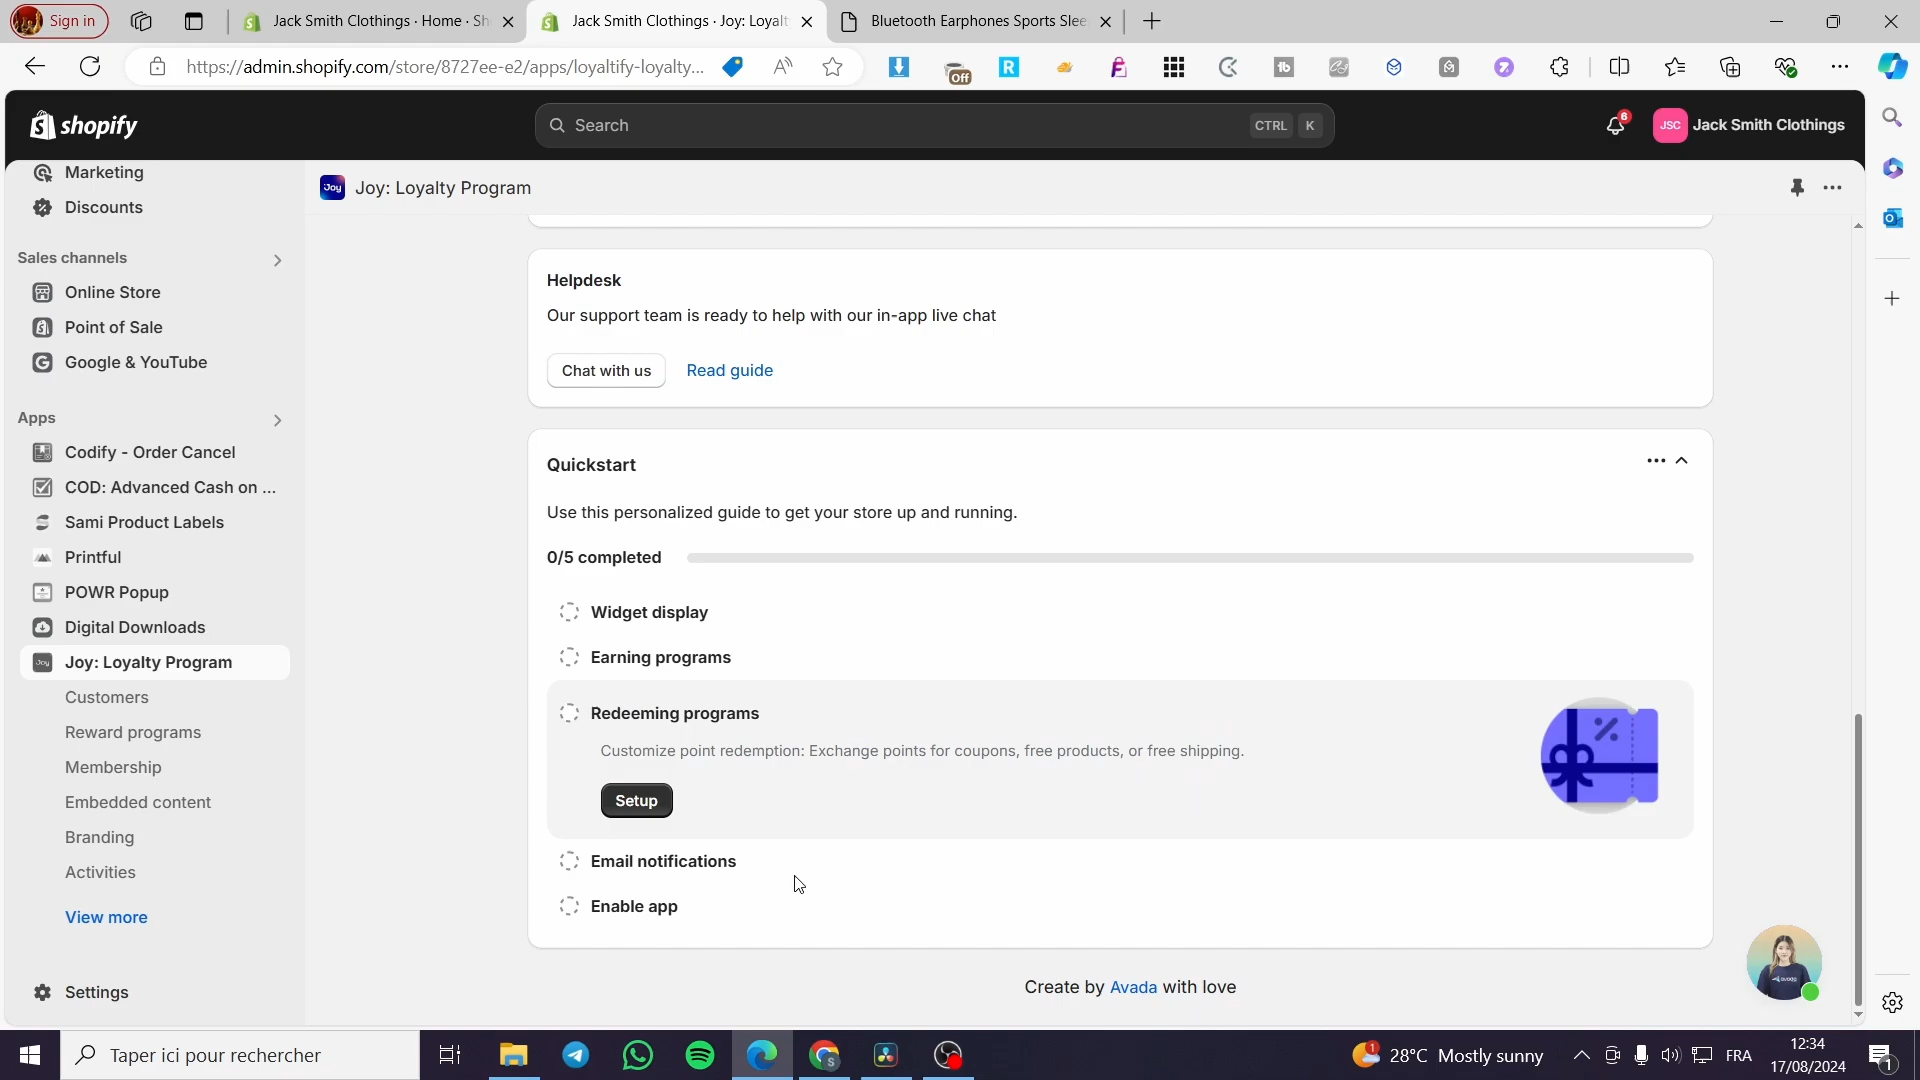 Sign in
Jack Smith Clothings · Home · Sh
Jack Smith Clothings · Joy: Loyalt
Bluetooth Earphones Sports Slee
https://admin.shopify.com/store/8727ee-e2/apps/loyaltify-loyalty...
Off
shopify
Search
CTRL K
6
JSC
Jack Smith Clothings
Marketing
Discounts
Sales channels
Online Store
Point of Sale
Google & YouTube
Apps
Codify - Order Cancel
COD: Advanced Cash on ...
Sami Product Labels
Printful
POWR Popup
Digital Downloads
Joy: Loyalty Program
Customers
Reward programs
Membership
Embedded content
Branding
Activities
View more
Settings
Joy
Joy: Loyalty Program
Helpdesk
Our support team is ready to help with our in-app live chat
Chat with us
Read guide
Quickstart
Use this personalized guide to get your store up and running.
0/5 completed
Widget display
Earning programs
Redeeming programs
Customize point redemption: Exchange points for coupons, free products, or free shipping.
Setup
Email notifications
Enable app
Create by Avada with love
Taper ici pour rechercher
28°C Mostly sunny
FRA
12:34
17/08/2024
1